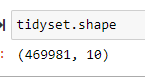 tidyset.shape
: (469981, 10)